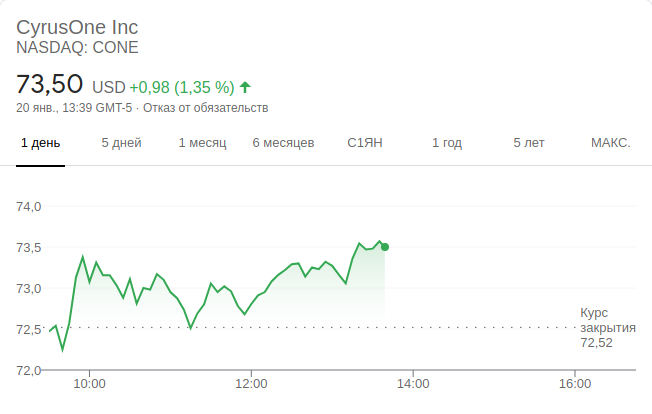 CyrusOne Inc
NASDAQ: CONE
73,50 USD +0,98 (1,35 %)
20 янв., 13:39 GMT-5 · Отказ от обязательств
1 день 5 дней 1 месяц 6 месяцев С1ЯН 1 год 5 лет МАКС.
74,0
73,5
73,0
72,5
72,0
Курс
закрытия
72,52
10:00 12:00 14:00 16:00